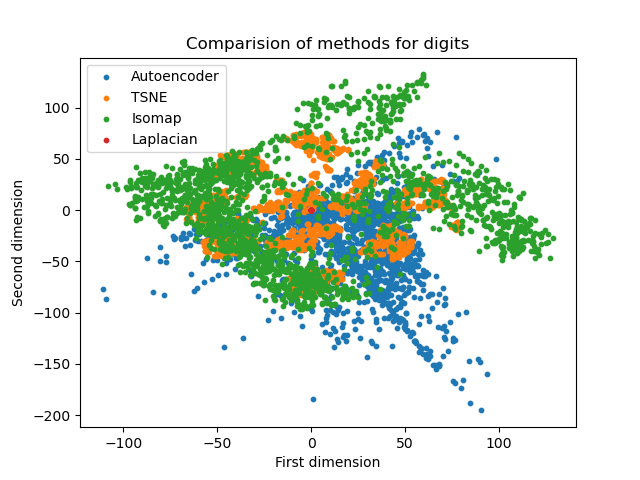 Comparision of methods for digits
Autoencoder
TSNE
Isomap
Laplacian
100
50
0
−50
−100
−150
−200
Second dimension
−100
−50
0
50
100
First dimension